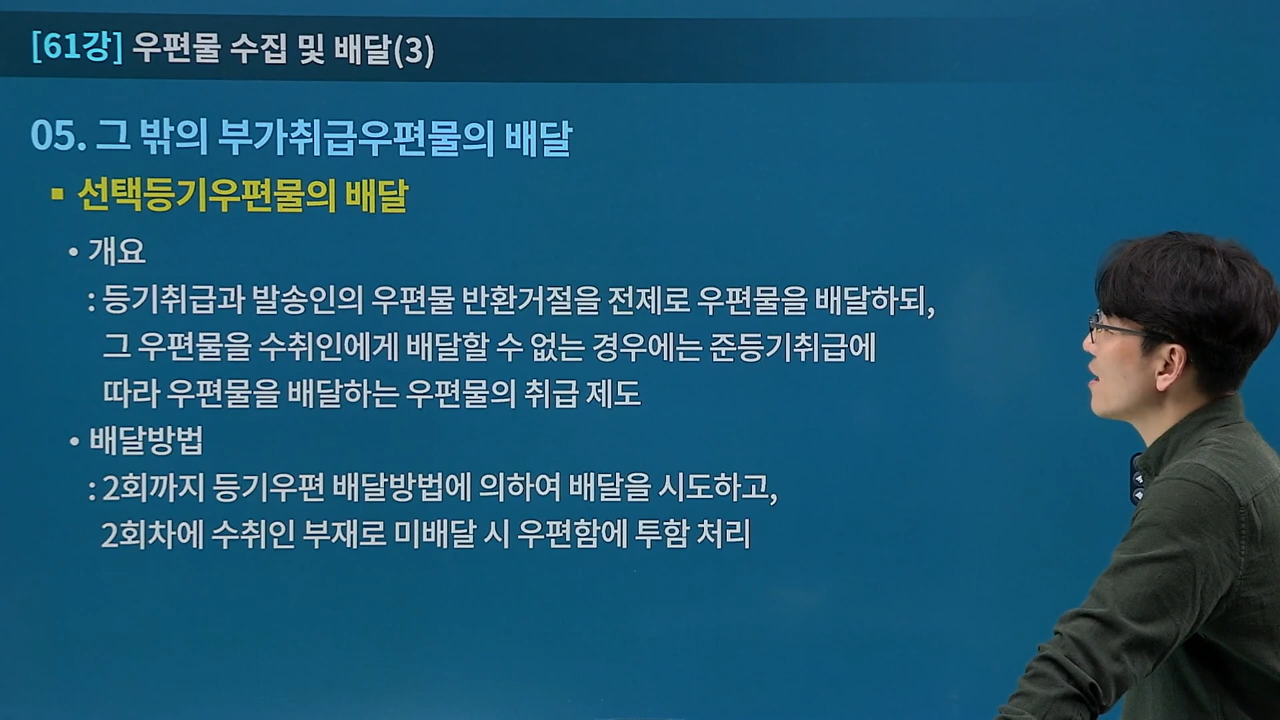 [61강] 우편물 수집 및 배달(3)
05. 그 밖의 부가취급우편물의 배달
▪ 선택등기우편물의 배달
• 개요
: 등기취급과 발송인의 우편물 반환거절을 전제로 우편물을 배달하되,
그 우편물을 수취인에게 배달할 수 없는 경우에는 준등기취급에
따라 우편물을 배달하는 우편물의 취급 제도
• 배달방법
: 2회까지 등기우편 배달방법에 의하여 배달을 시도하고,
2회차에 수취인 부재로 미배달 시 우편함에 투함 처리